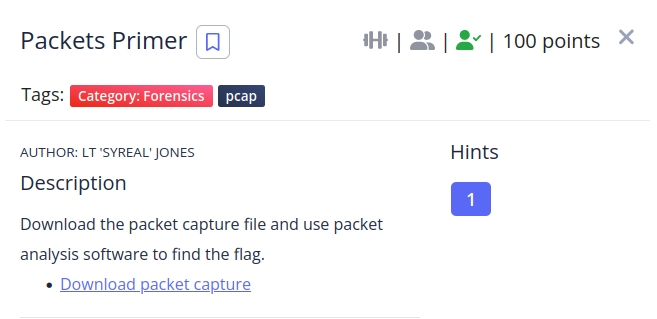 Packets Primer
| | | 100 points
Tags: Category: Forensics pcap
AUTHOR: LT 'SYREAL' JONES
Description
Download the packet capture file and use packet
analysis software to find the flag.
• Download packet capture
Hints
1